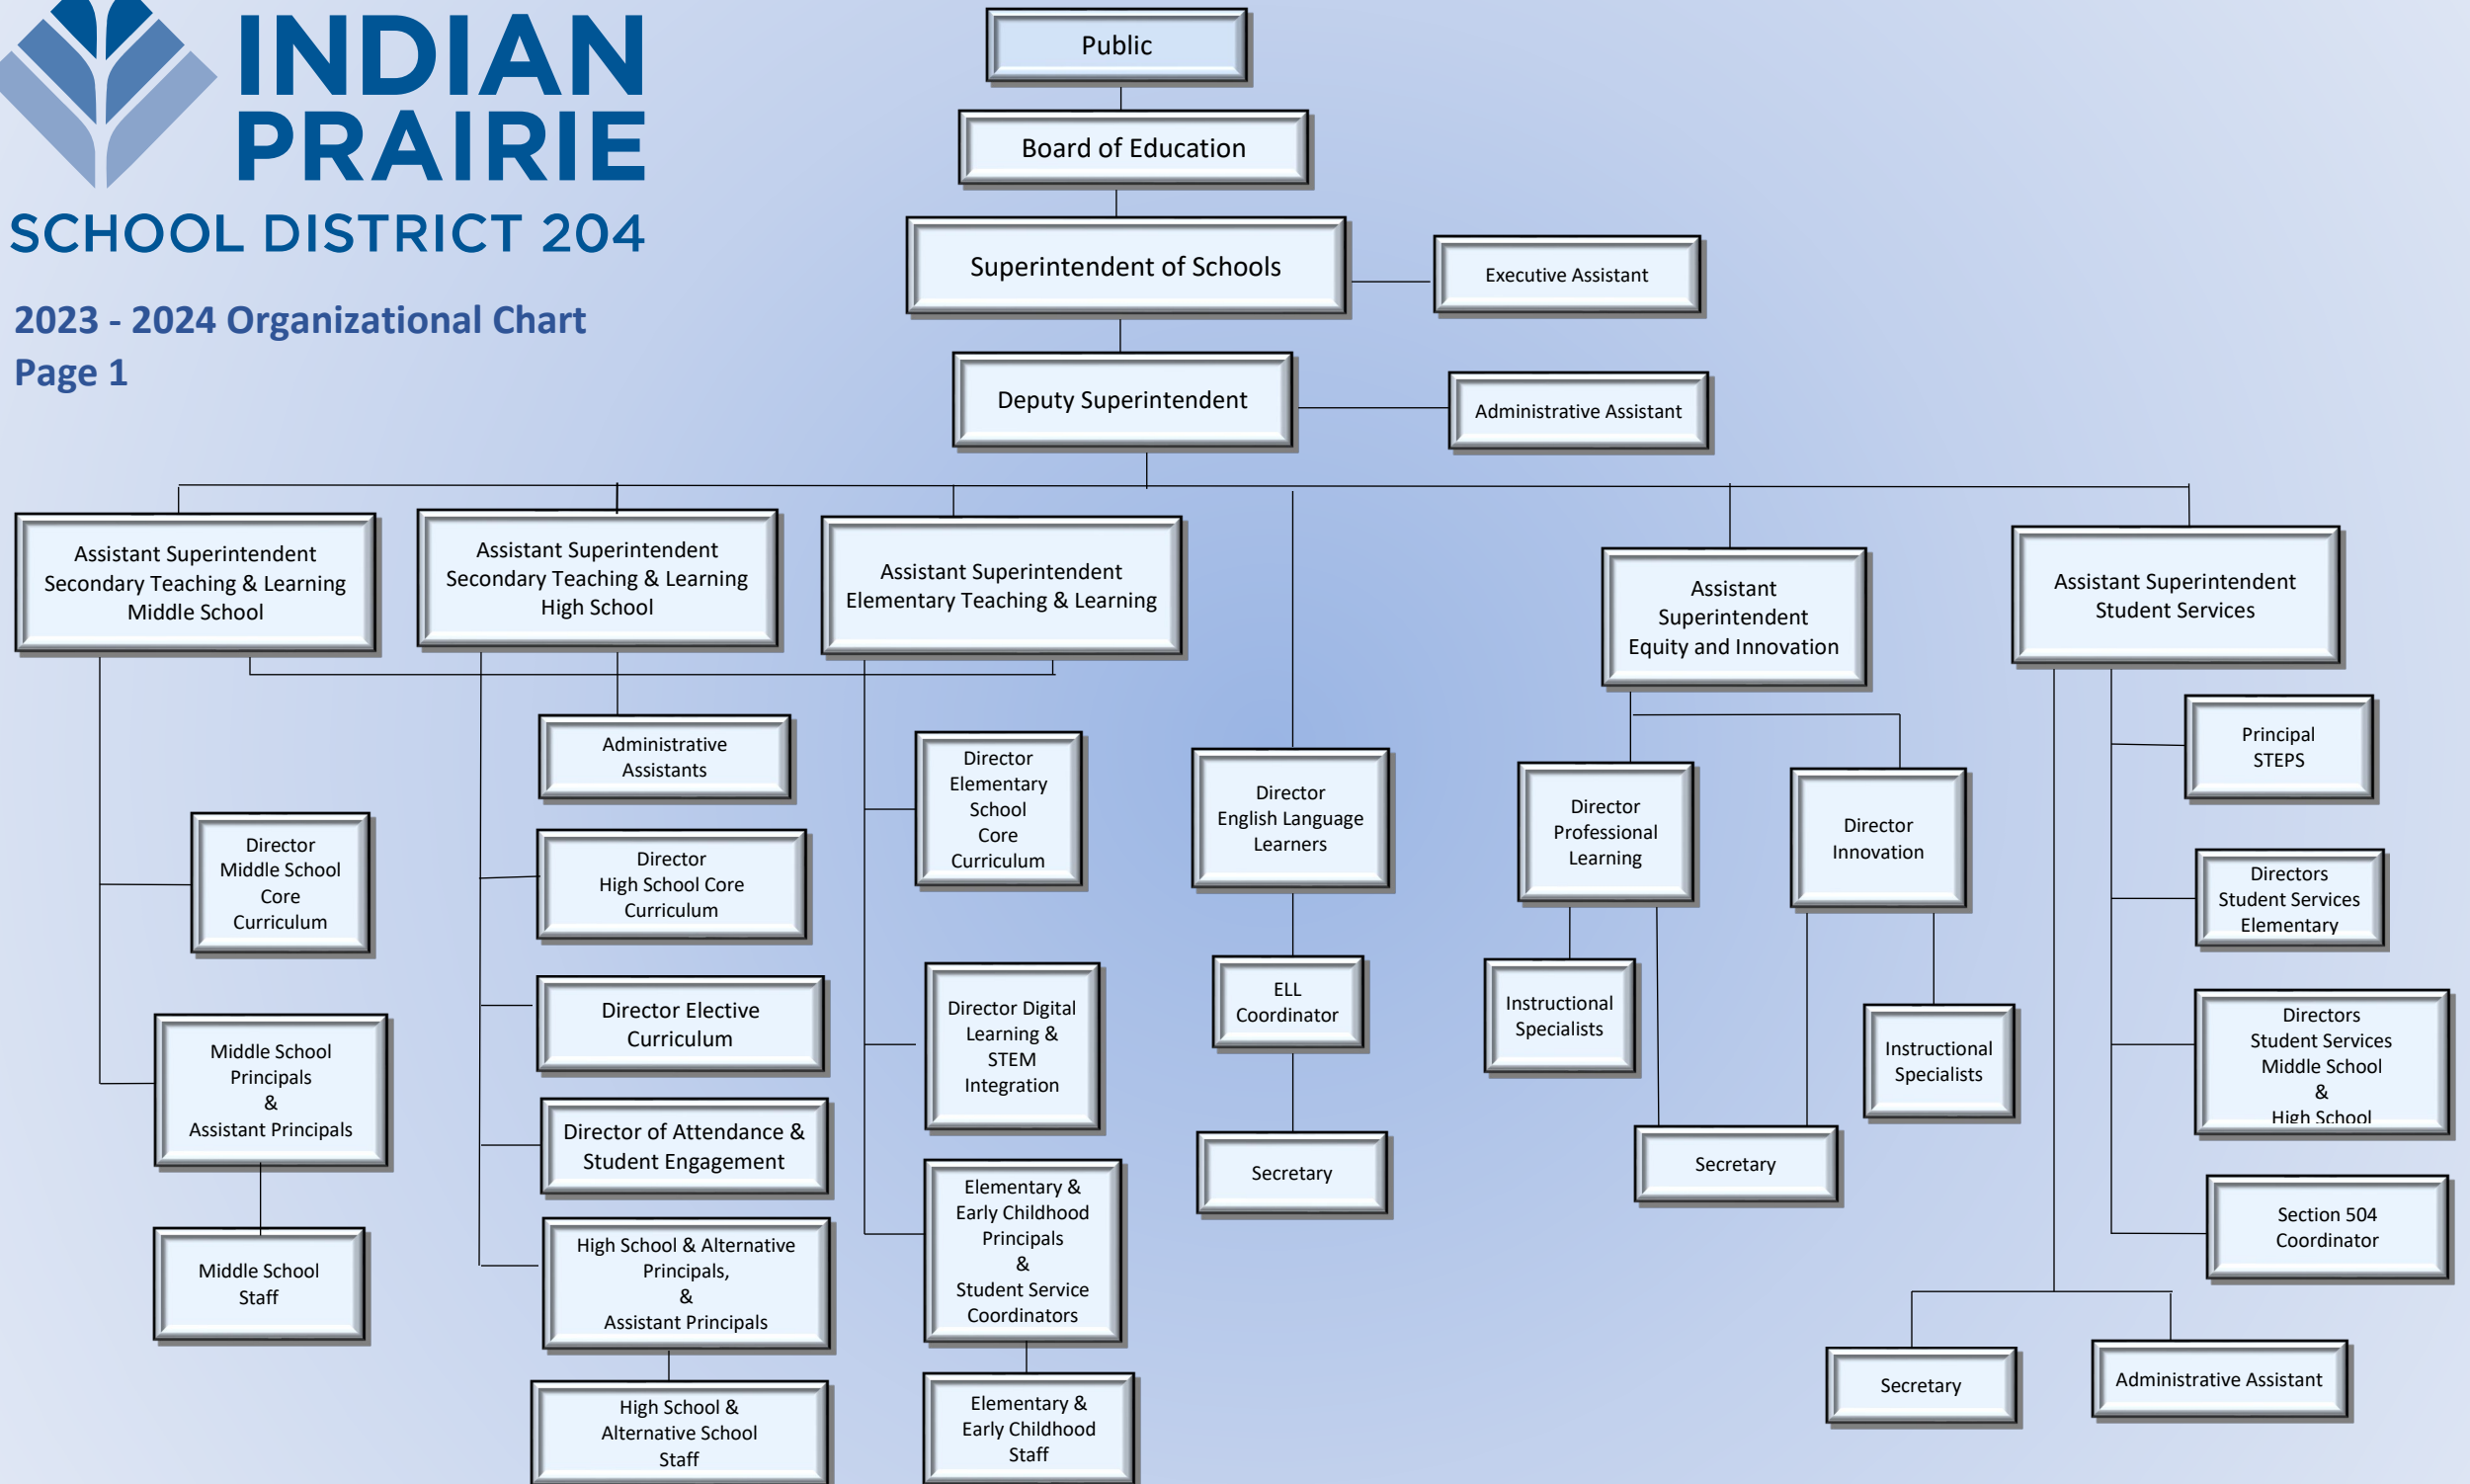 INDIAN
PRAIRIE
SCHOOL DISTRICT 204
2023 - 2024 Organizational Chart
Page 1
Public
Board of Education
Superintendent of Schools
Executive Assistant
Deputy Superintendent
Administrative Assistant
Assistant Superintendent
Secondary Teaching & Learning
Middle School
Assistant Superintendent
Secondary Teaching & Learning
High School
Assistant Superintendent
Elementary Teaching & Learning
Assistant
Superintendent
Equity and Innovation
Assistant Superintendent
Student Services
Director
Middle School
Core
Curriculum
Middle School
Principals
&
Assistant Principals
Middle School
Staff
Administrative
Assistants
Director
High School Core
Curriculum
Director Elective
Curriculum
Director of Attendance &
Student Engagement
High School & Alternative
Principals,
&
Assistant Principals
High School &
Alternative School
Staff
Director
Elementary
School
Core
Curriculum
Director Digital
Learning &
STEM
Integration
Elementary &
Early Childhood
Principals
&
Student Service
Coordinators
Elementary &
Early Childhood
Staff
Director
English Language
Learners
ELL
Coordinator
Secretary
Director
Professional
Learning
Director
Innovation
Instructional
Specialists
Instructional
Specialists
Secretary
Principal
STEPS
Directors
Student Services
Elementary
Directors
Student Services
Middle School
&
High School
Section 504
Coordinator
Secretary
Administrative Assistant